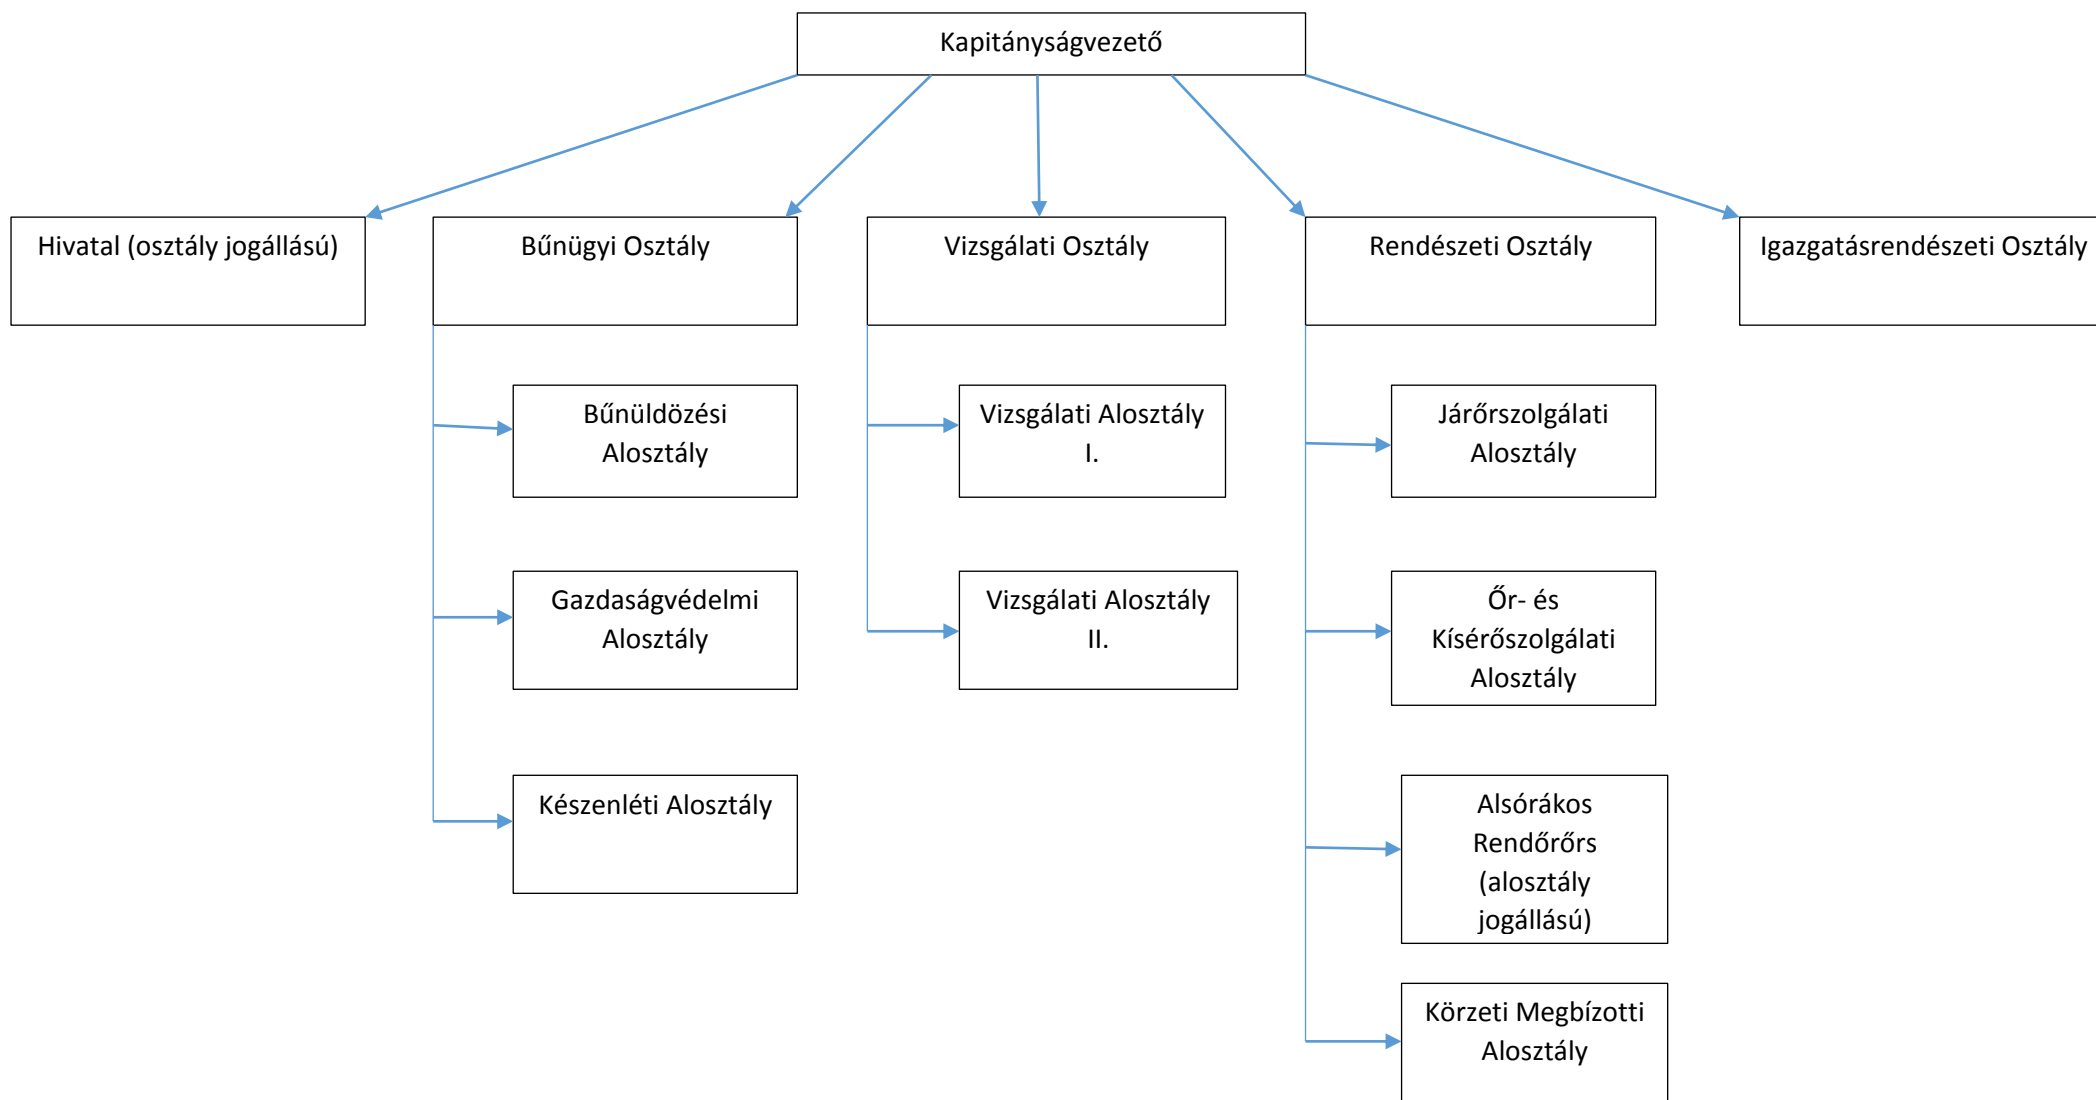 Kapitányságvezető
Hivatal (osztály jogállású)
Bűnügyi Osztály
Vizsgálati Osztály
Rendészeti Osztály
Igazgatásrendészeti Osztály
Bűnüldözési
Alosztály
Vizsgálati Alosztály
I.
Járőrszolgálati
Alosztály
Gazdaságvédelmi
Alosztály
Vizsgálati Alosztály
II.
Őr- és
Kísérőszolgálati
Alosztály
Készenléti Alosztály
Alsórákos
Rendőrőrs
(alosztály
jogállású)
Körzeti Megbízotti
Alosztály